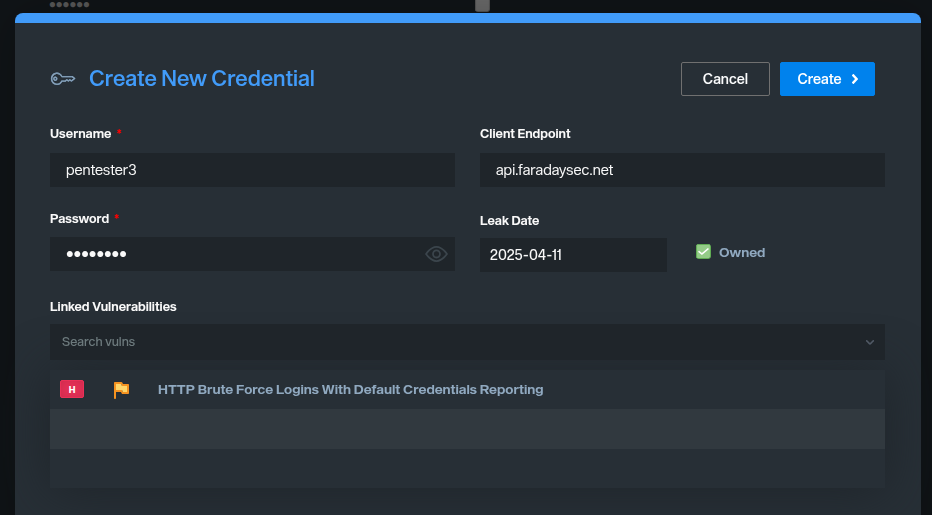 Create New Credential
Cancel
Create
Username *
Client Endpoint
pentester3
api.faradaysec.net
Password *
Leak Date
••••••••
2025-04-11
Owned
Linked Vulnerabilities
Search vulns
H
HTTP Brute Force Logins With Default Credentials Reporting